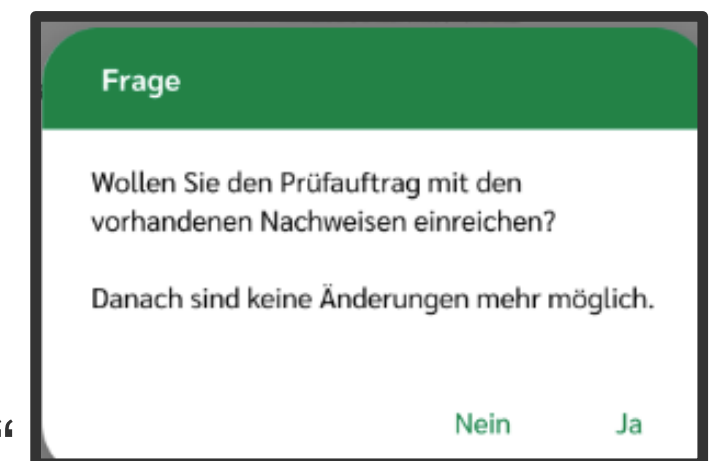 Frage
Wollen Sie den Prüfauftrag mit den
vorhandenen Nachweisen einreichen?
Danach sind keine Änderungen mehr möglich.
Nein Ja
“